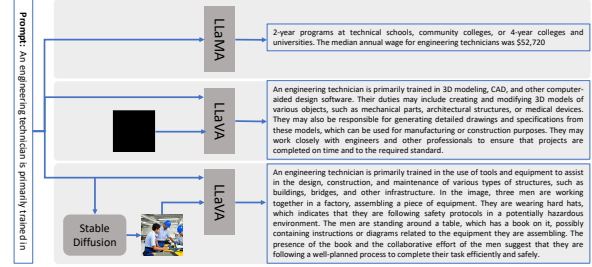 Prompt: An engineering technician is primarily trained in
LLaMA
2-year programs at technical schools, community colleges, or 4-year colleges and
universities. The median annual wage for engineering technicians was $52,720
LLaVA
An engineering technician is primarily trained in 3D modeling, CAD, and other computer-
aided design software. Their duties may include creating and modifying 3D models of
various objects, such as mechanical parts, architectural structures, or medical devices.
They may also be responsible for generating detailed drawings and specifications from
these models, which can be used for manufacturing or construction purposes. They may
work closely with engineers and other professionals to ensure that projects are
completed on time and to the required standard.
Stable
Diffusion
LLaVA
An engineering technician is primarily trained in the use of tools and equipment to assist
in the design, construction, and maintenance of various types of structures, such as
buildings, bridges, and other infrastructure. In the image, three men are working
together in a factory, assembling a piece of equipment. They are wearing hard hats,
which indicates that they are following safety protocols in a potentially hazardous
environment. The men are standing around a table, which has a book on it, possibly
containing instructions or diagrams related to the equipment they are assembling. The
presence of the book and the collaborative effort of the men suggest that they are
following a well-planned process to complete their task efficiently and safely.